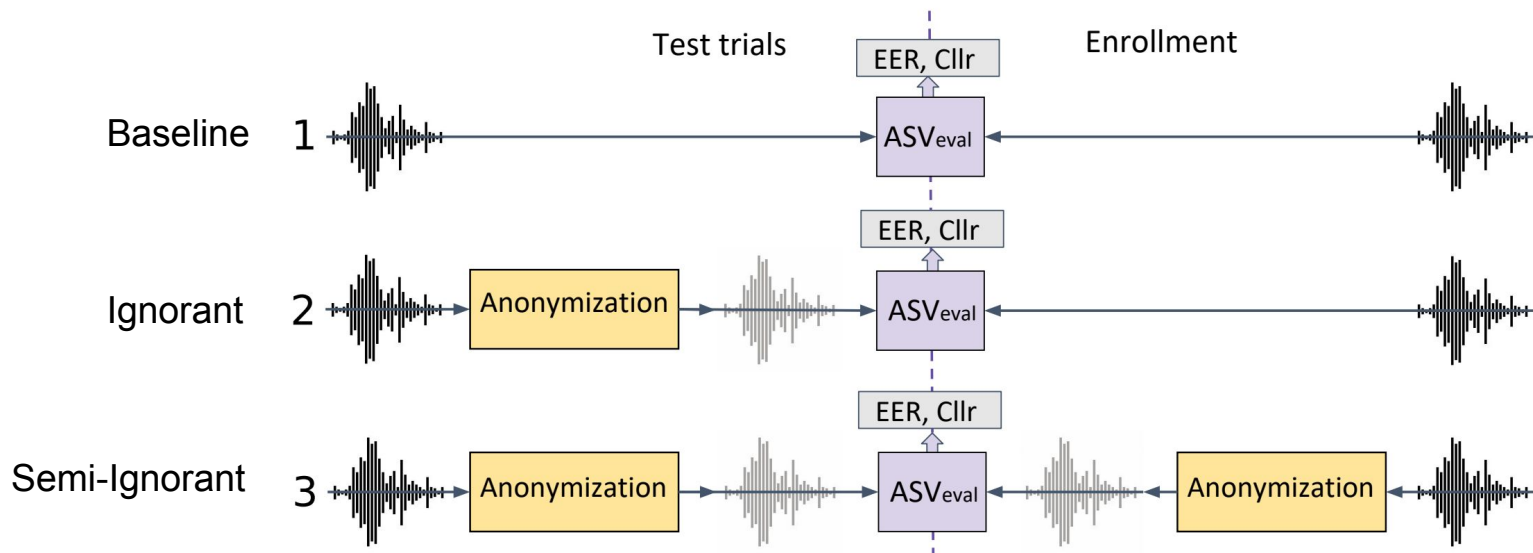 Test trials
Enrollment
EER, Cllr
Baseline 1
ASVeval
EER, Cllr
Ignorant 2
Anonymization
ASVeval
EER, Cllr
Semi-Ignorant 3
Anonymization
ASVeval
Anonymization